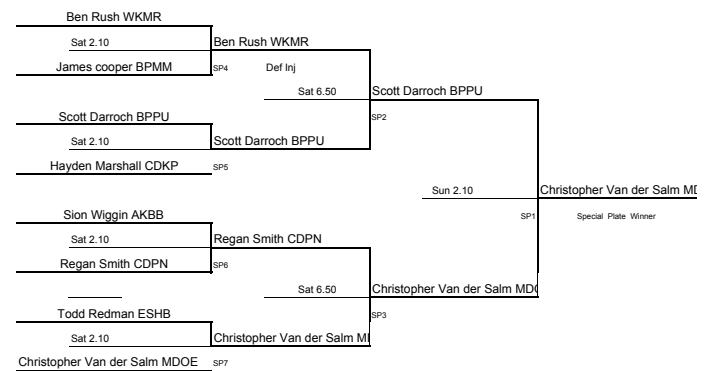 Ben Rush WKMR
Sat 2.10
Ben Rush WKMR
James cooper BPMM
SP4
Def Inj
Sat 6.50
Scott Darroch BPPU
Scott Darroch BPPU
SP2
Sat 2.10
Scott Darroch BPPU
Hayden Marshall CDKP
SP5
Sun 2.10
Christopher Van der Salm
Sion Wiggin AKBB
SP1
Special Plate Winner
Sat 2.10
Regan Smith CDPN
Regan Smith CDPN
SP6
Sat 6.50
Christopher Van der Salm MDO
Todd Redman ESHB
SP3
Sat 2.10
Christopher Van der Salm
Christopher Van der Salm MDOE
SP7